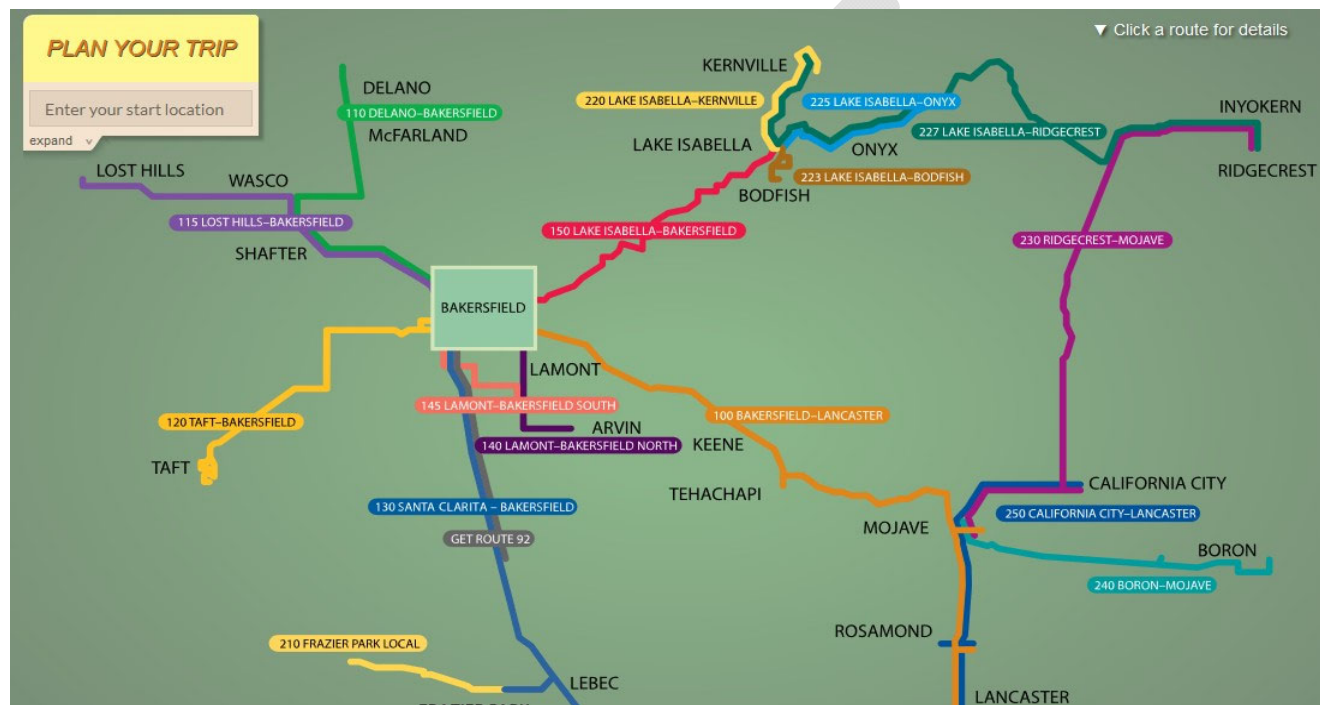 PLAN YOUR TRIP
Enter your start location
expand
▼ Click a route for details
DELANO
110 DELANO–BAKERSFIELD
McFARLAND
LOST HILLS
WASCO
115 LOST HILLS–BAKERSFIELD
SHAFTER
KERNVILLE
220 LAKE ISABELLA–KERNVILLE
225 LAKE ISABELLA–ONYX
227 LAKE ISABELLA–RIDGECREST
INYOKERN
LAKE ISABELLA
ONYX
RIDGECREST
223 LAKE ISABELLA–BODFISH
BODFISH
150 LAKE ISABELLA–BAKERSFIELD
230 RIDGECREST–MOJAVE
BAKERSFIELD
LAMONT
145 LAMONT–BAKERSFIELD SOUTH
100 BAKERSFIELD–LANCASTER
120 TAFT–BAKERSFIELD
ARVIN
140 LAMONT–BAKERSFIELD NORTH
KEENE
TAFT
TEHACHAPI
CALIFORNIA CITY
130 SANTA CLARITA – BAKERSFIELD
250 CALIFORNIA CITY–LANCASTER
MOJAVE
GET ROUTE 92
BORON
240 BORON–MOJAVE
ROSAMOND
210 FRAZIER PARK LOCAL
LEBEC
LANCASTER